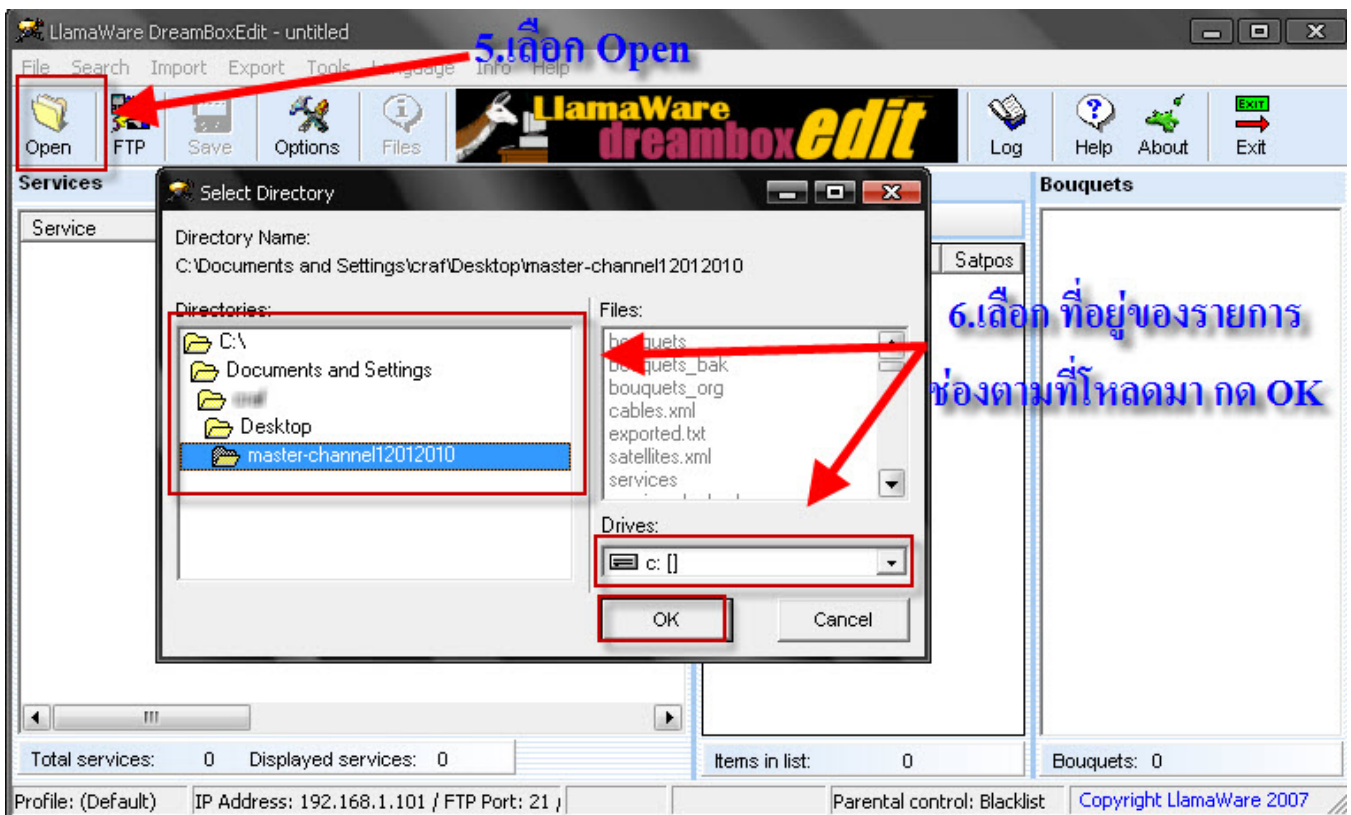 LlamaWare DreamBoxEdit - untitled
5.เลือก Open
File Search Import Export Tools Language Info Help
Open FTP Save Options Files
LlamaWare
dreambox edit
Log Help About EXIT Exit
Services
Bouquets
Service
Satpos
Select Directory
Directory Name:
C:\Documents and Settings\craf\Desktop\master-channel12012010
Directories:
C:\
Documents and Settings
Desktop
master-channel12012010
Files:
bouquets
bouquets_bak
bouquets_org
cables.xml
exported.txt
satellites.xml
services
Drives:
c: []
OK Cancel
6.เลือก ที่อยู่ของรายการ
ช่องตามที่โหลดมา กด OK
Total services: 0 Displayed services: 0
Items in list: 0
Bouquets: 0
Profile: (Default) IP Address: 192.168.1.101 / FTP Port: 21 /
Parental control: Blacklist
Copyright LlamaWare 2007